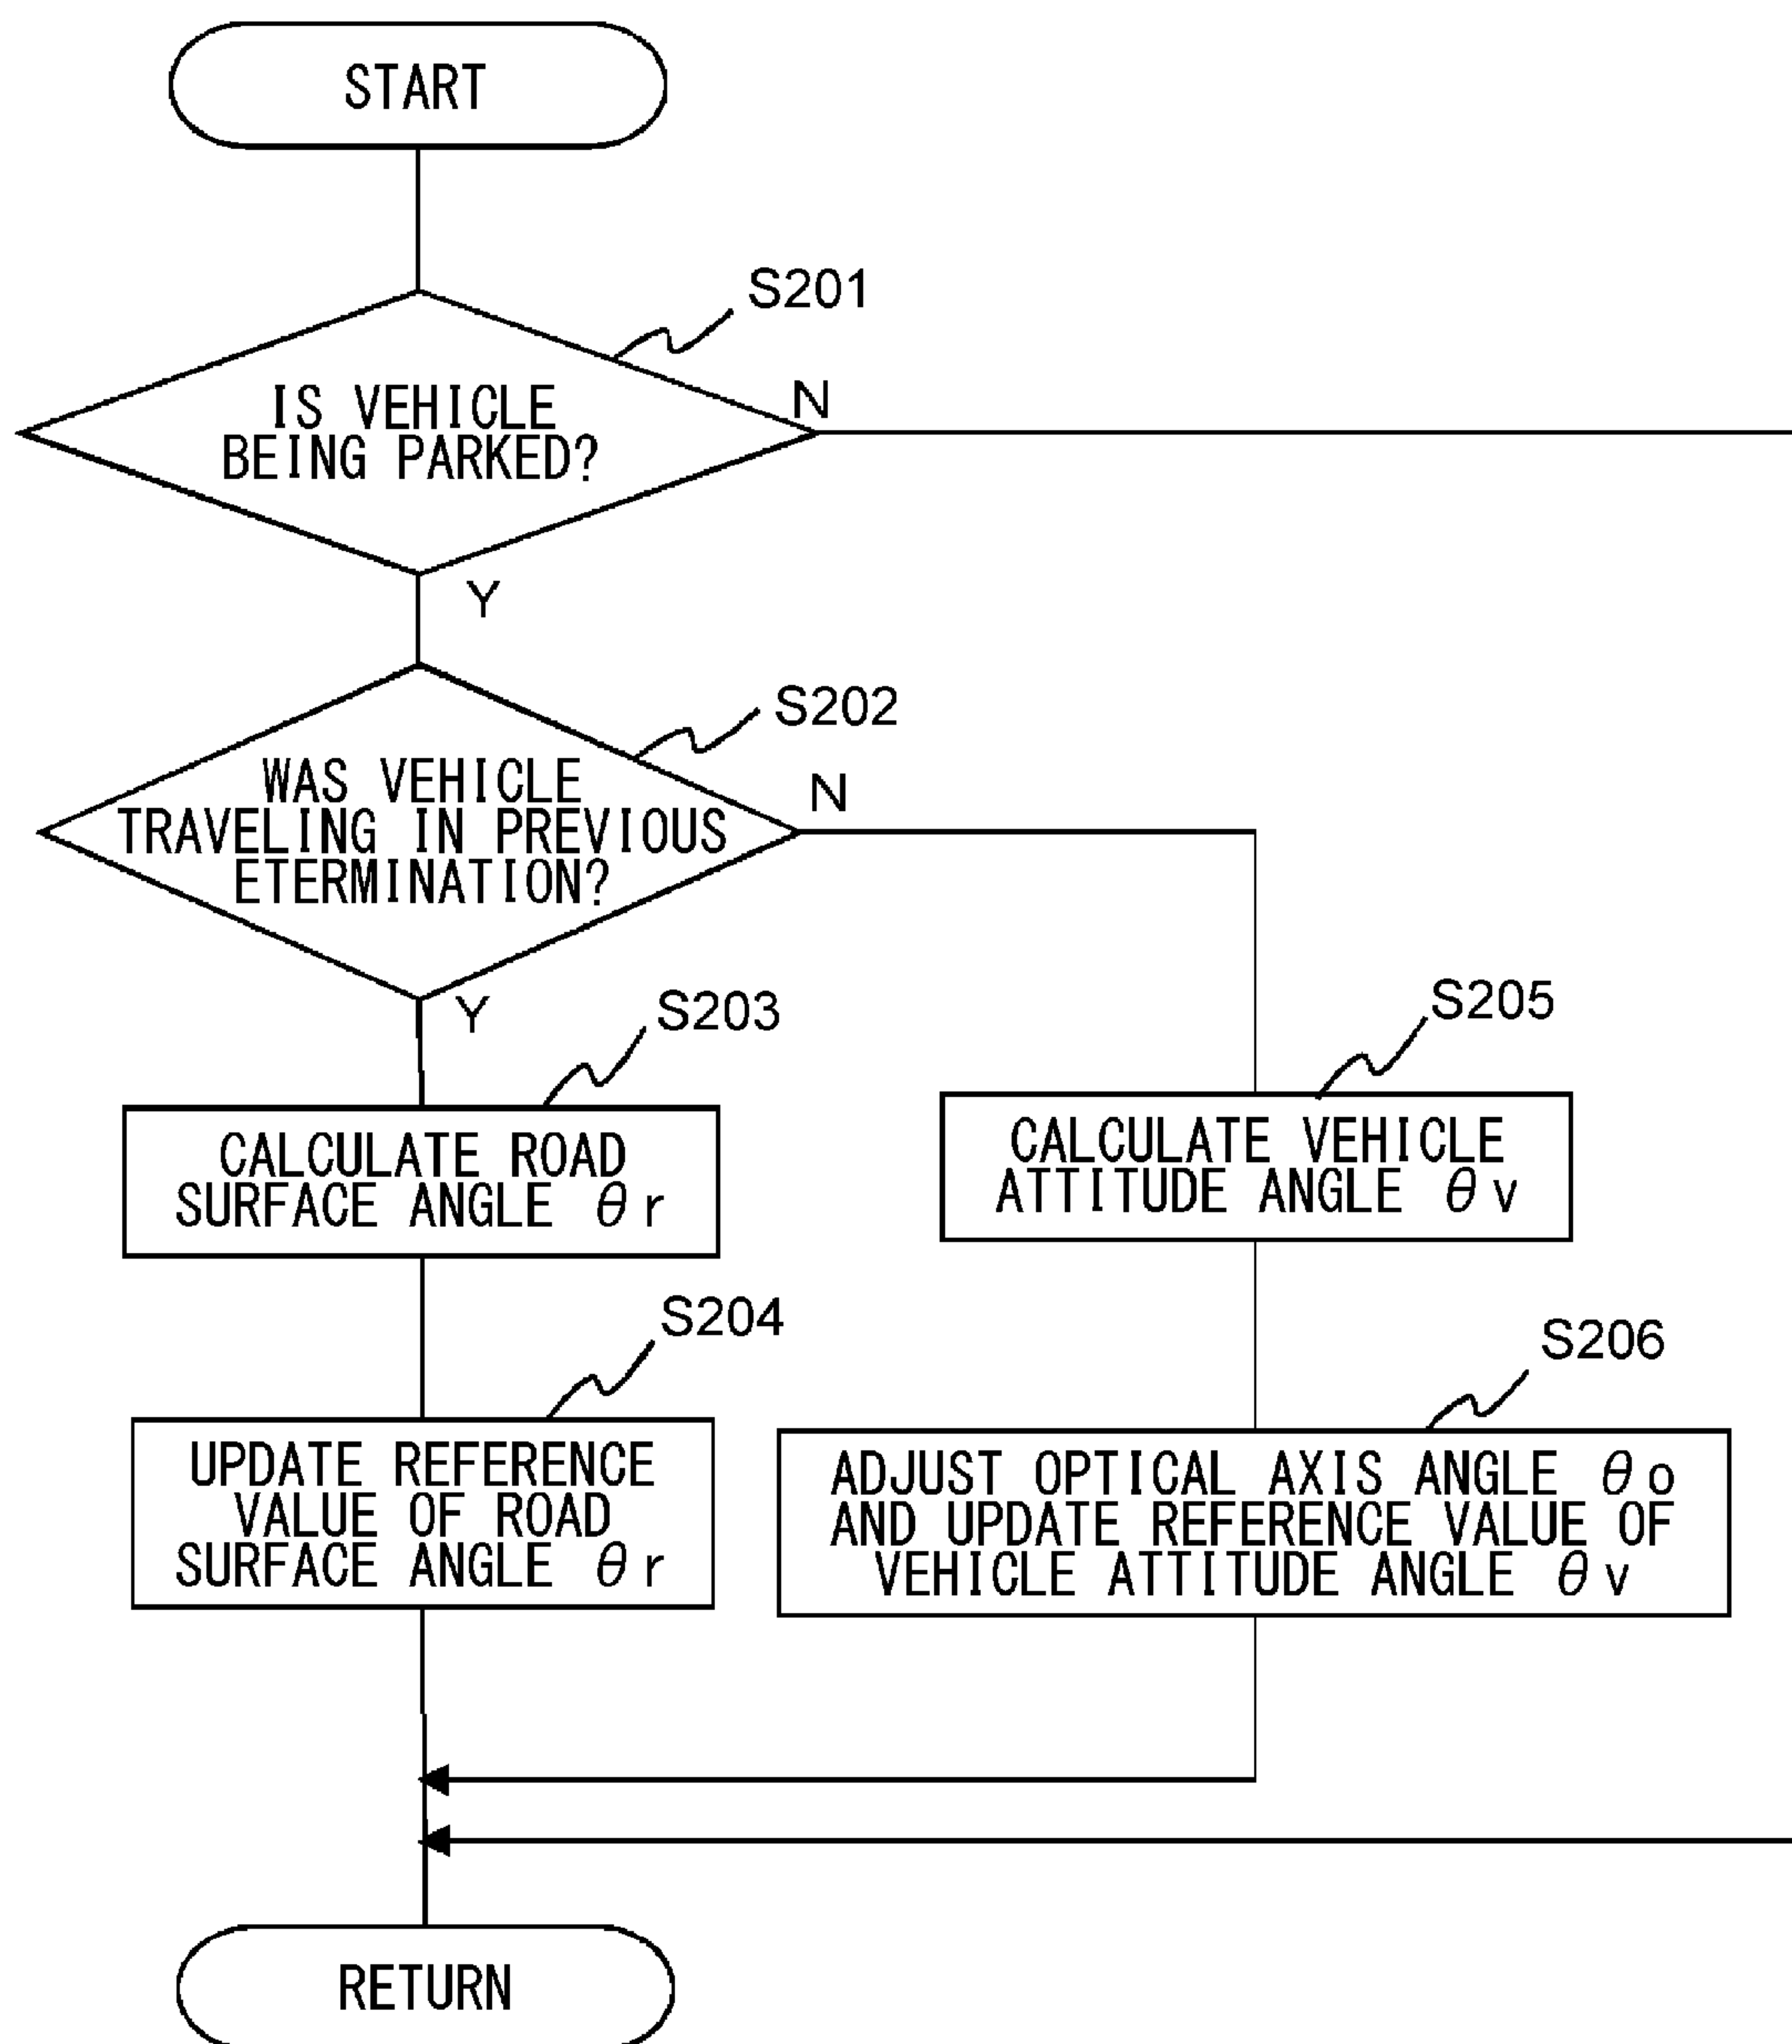 START
S201
IS VEHICLE
BEING PARKED?
N
Y
S202
WAS VEHICLE
TRAVELING IN PREVIOUS
ETERMINATION?
N
Y
S203
CALCULATE ROAD
SURFACE ANGLE θr
S205
CALCULATE VEHICLE
ATTITUDE ANGLE θv
S204
UPDATE REFERENCE
VALUE OF ROAD
SURFACE ANGLE θr
S206
ADJUST OPTICAL AXIS ANGLE θo
AND UPDATE REFERENCE VALUE OF
VEHICLE ATTITUDE ANGLE θv
RETURN